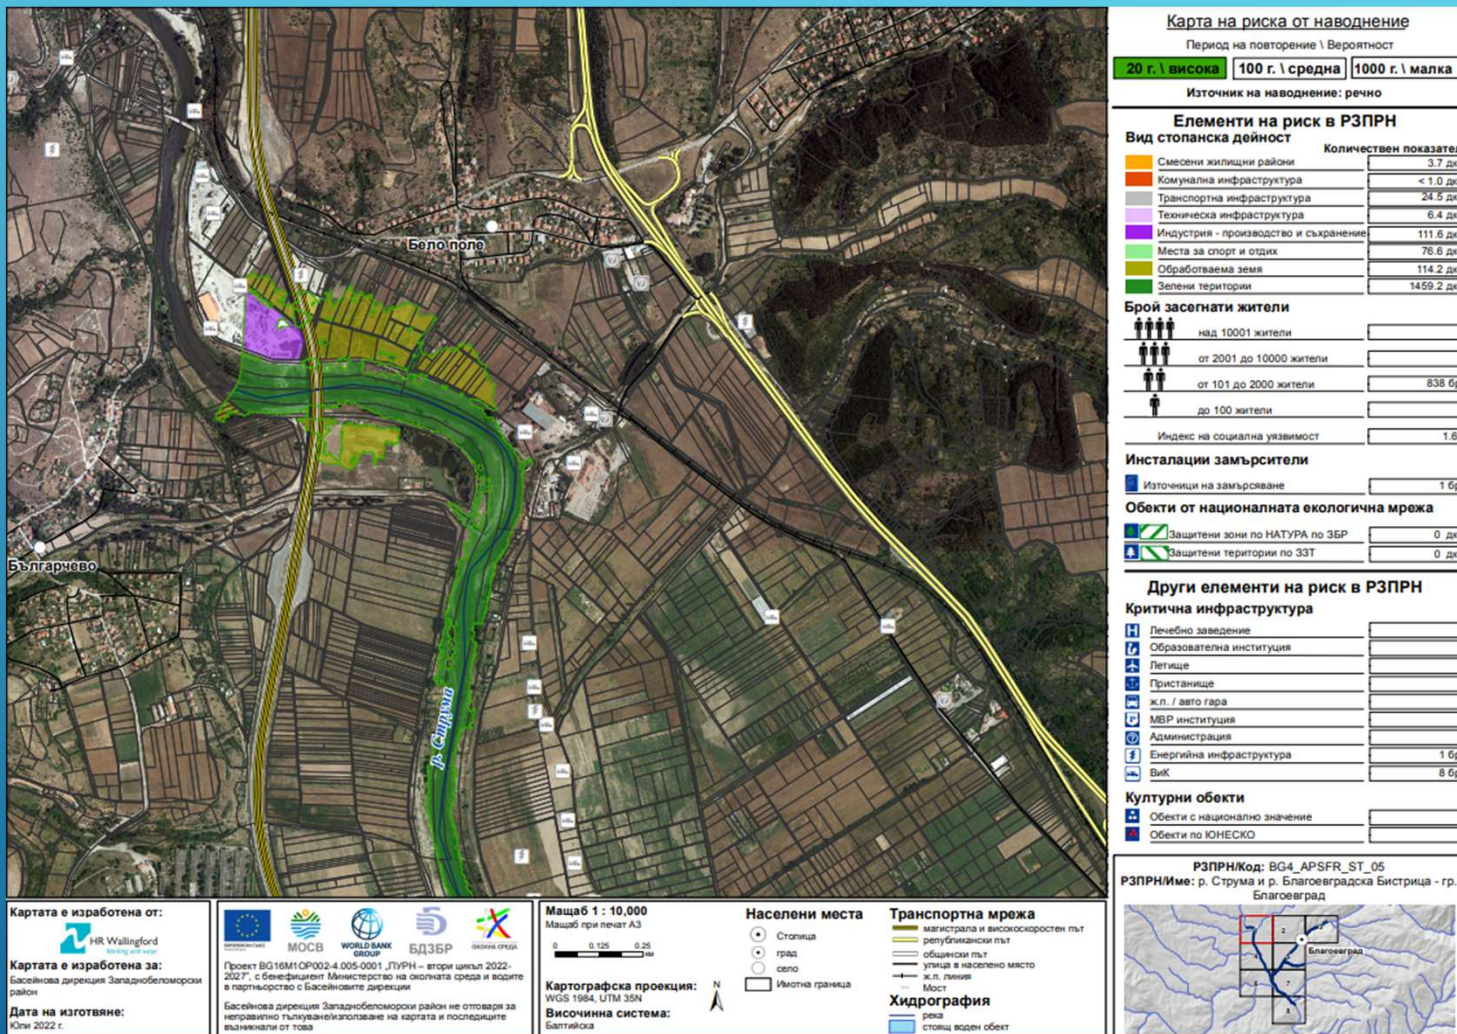 Бело поле
Българчево
р. Струма
Карта на риска от наводнение
Период на повторение \ Вероятност
20 г. \ висока 100 г. \ средна 1000 г. \ малка
Източник на наводнение: речно
Елементи на риск в РЗПРН
Вид стопанска дейност
Количествен показател
Смесени жилищни райони 3.7 дк
Комунална инфраструктура < 1.0 дк
Транспортна инфраструктура 24.5 дк
Техническа инфраструктура 6.4 дк
Индустрия - производство и съхранение 111.6 дк
Места за спорт и отдих 76.6 дк
Обработваема земя 114.2 дк
Зелени територии 1459.2 дк
Брой засегнати жители
над 10001 жители
от 2001 до 10000 жители
от 101 до 2000 жители 838 бр
до 100 жители
Индекс на социална уязвимост 1.6
Инсталации замърсители
Източници на замърсяване 1 бр
Обекти от националната екологична мрежа
Защитени зони по НАТУРА по ЗБР 0 дк
Защитени територии по ЗЗТ 0 дк
Други елементи на риск в РЗПРН
Критична инфраструктура
Лечебно заведение
Образователна институция
Летище
Пристанище
ж.п. / авто гара
МВР институция
Администрация
Енергийна инфраструктура 1 бр
ВиК 8 бр
Културни обекти
Обекти с национално значение
Обекти по ЮНЕСКО
РЗПРН/Код: BG4_APSFR_ST_05
РЗПРН/Име: р. Струма и р. Благоевградска Бистрица - гр.
Благоевград
Благоевград
Картата е изработена от:
HR Wallingford
Working with water
Картата е изработена за:
Басейнова дирекция Западнобеломорски
район
Дата на изготвяне:
Юли 2022 г.
МОСВ
WORLD BANK
GROUP
БДЗБР
ОКОЛНА СРЕДА
Проект BG16M1OP002-4.005-0001 „ПУРН – втори цикъл 2022-
2027", с бенефициент Министерство на околната среда и водите
в партньорство с Басейновите дирекции
Басейнова дирекция Западнобеломорски район не отговаря за
неправилно тълкуване/използване на картата и последиците
възникнали от това
Мащаб 1 : 10,000
Мащаб при печат А3
0 0.125 0.25
КМ
Картографска проекция:
WGS 1984, UTM 35N
Височинна система:
Балтийска
N
Населени места
Столица
град
село
Имотна граница
Транспортна мрежа
магистрала и високоскоростен път
републикански път
общински път
улица в населено място
ж.п. линия
Мост
Хидрография
река
стоящ воден обект